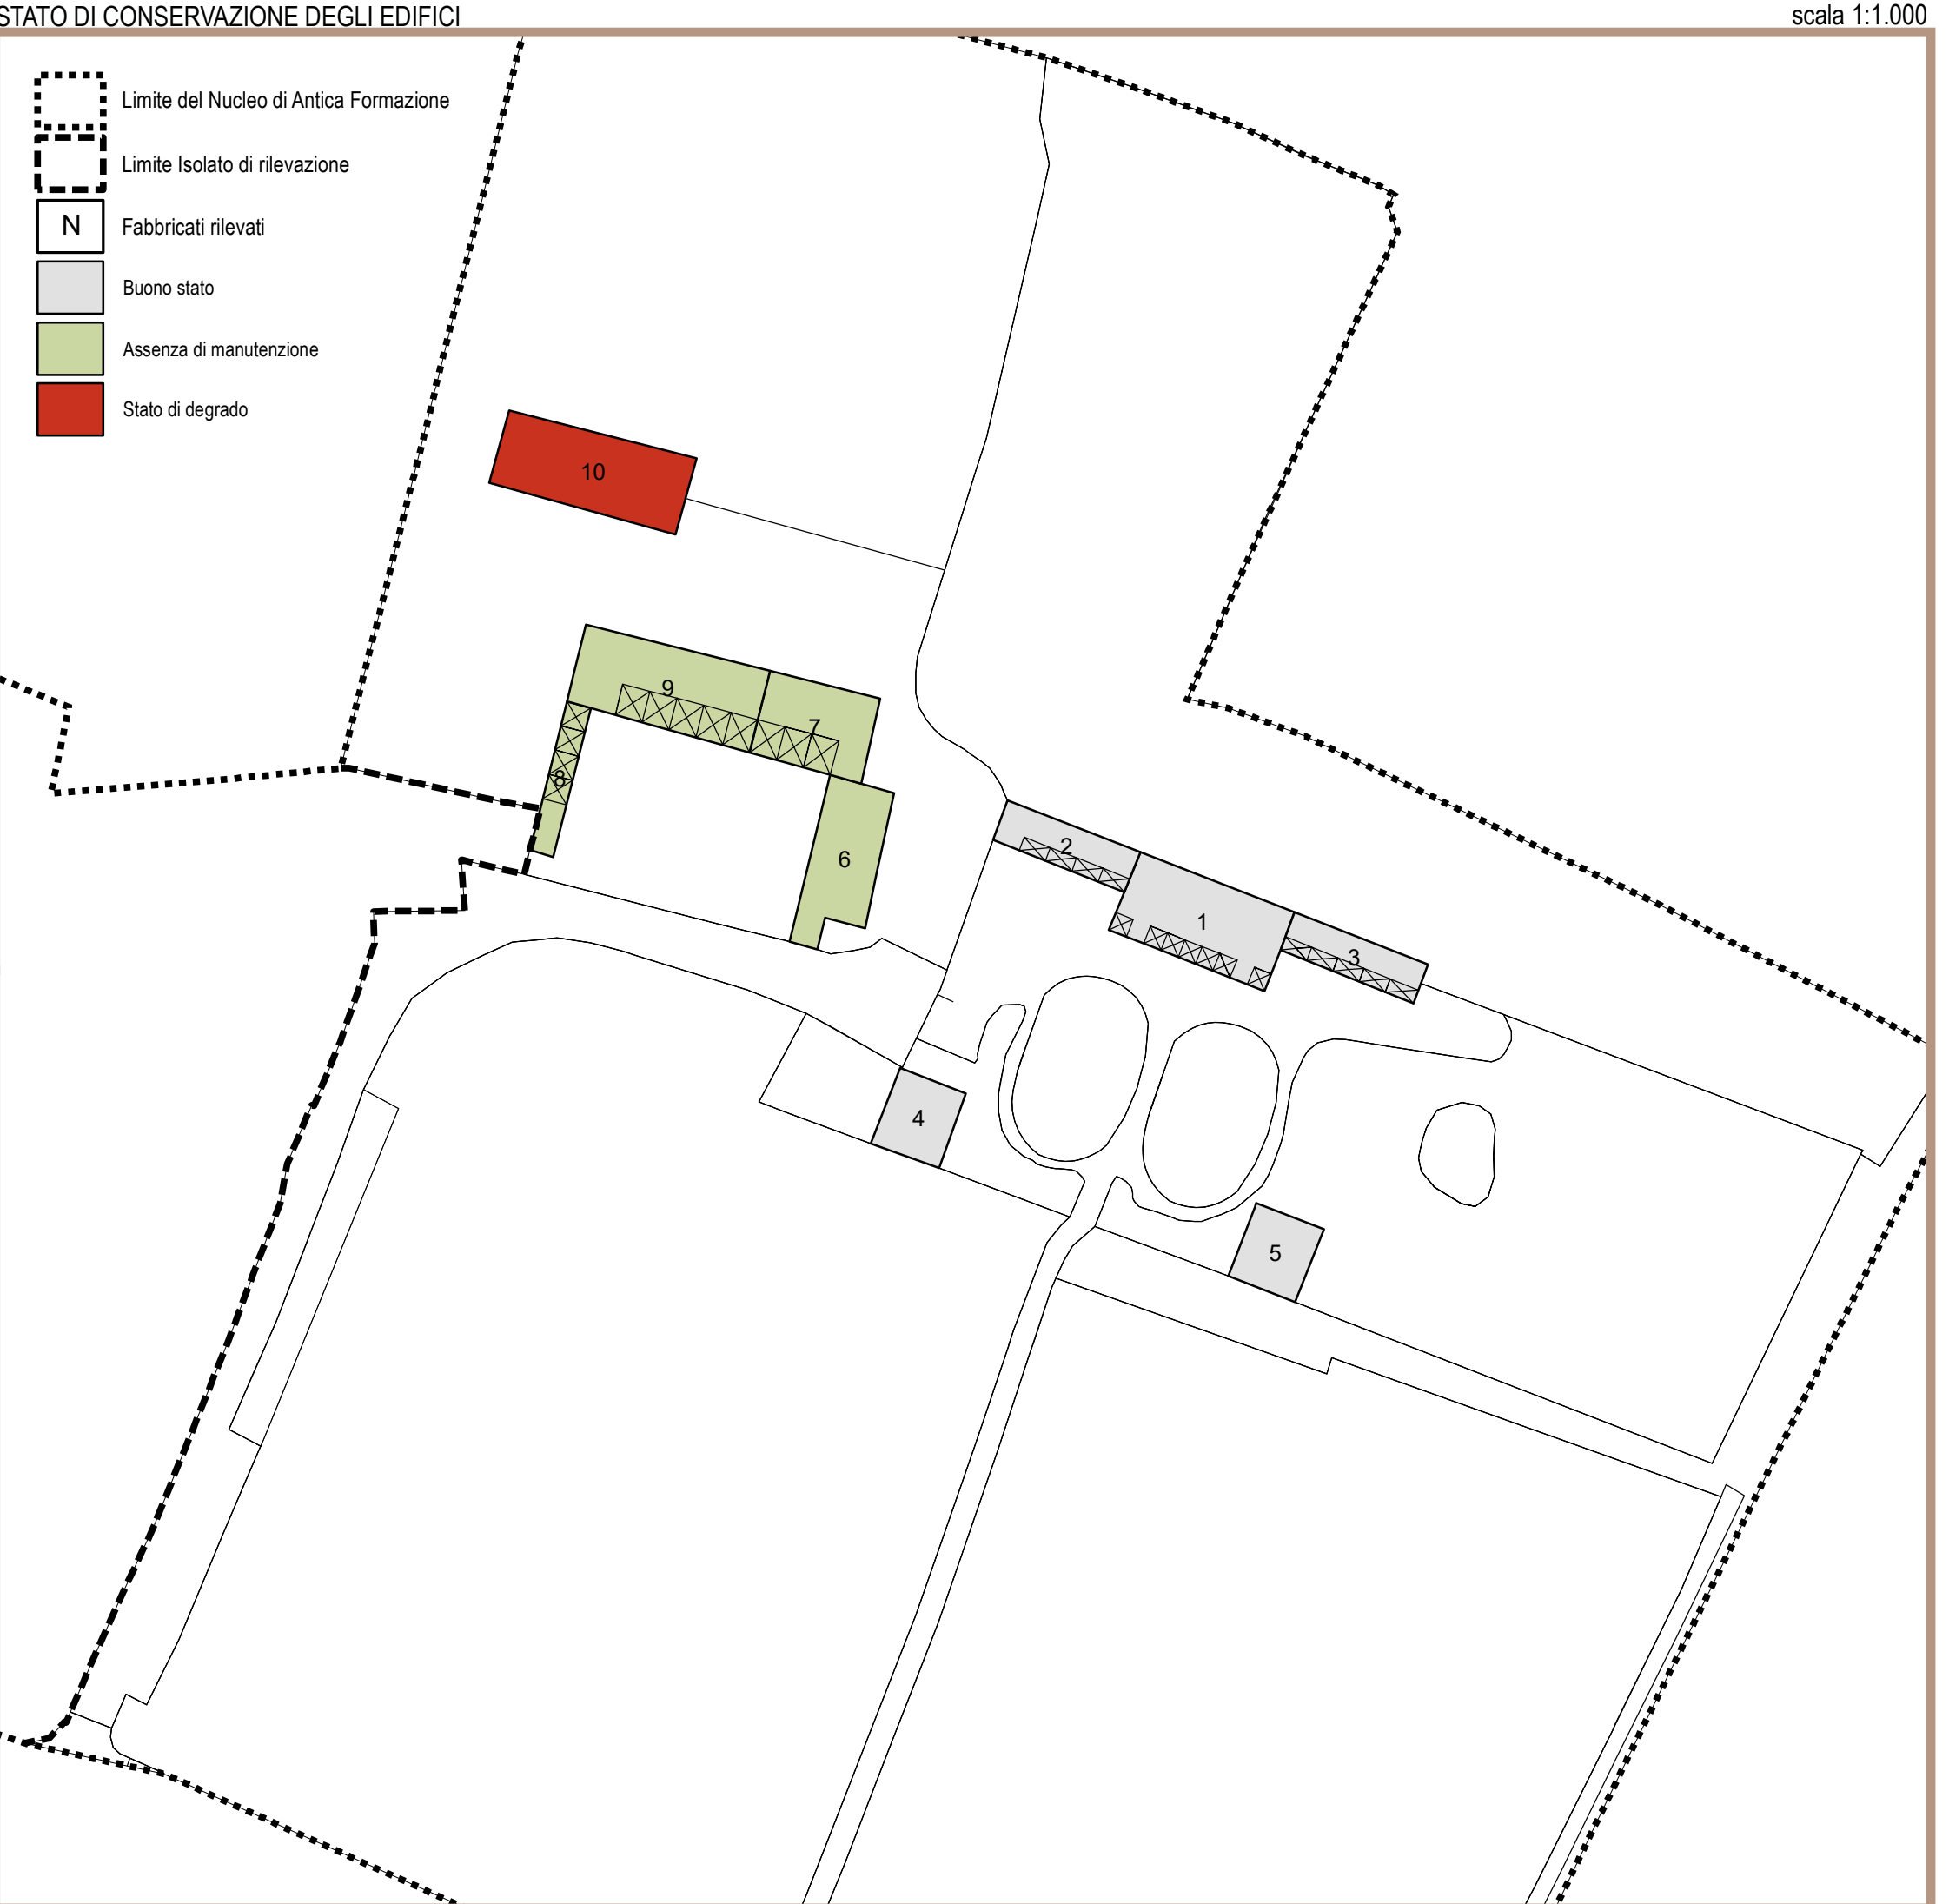 STATO DI CONSERVAZIONE DEGLI EDIFICI
scala 1:1.000
Limite del Nucleo di Antica Formazione
Limite Isolato di rilevazione
N Fabbricati rilevati
Buono stato
Assenza di manutenzione
Stato di degrado
10
9
7
8
6
2
1
3
4
5